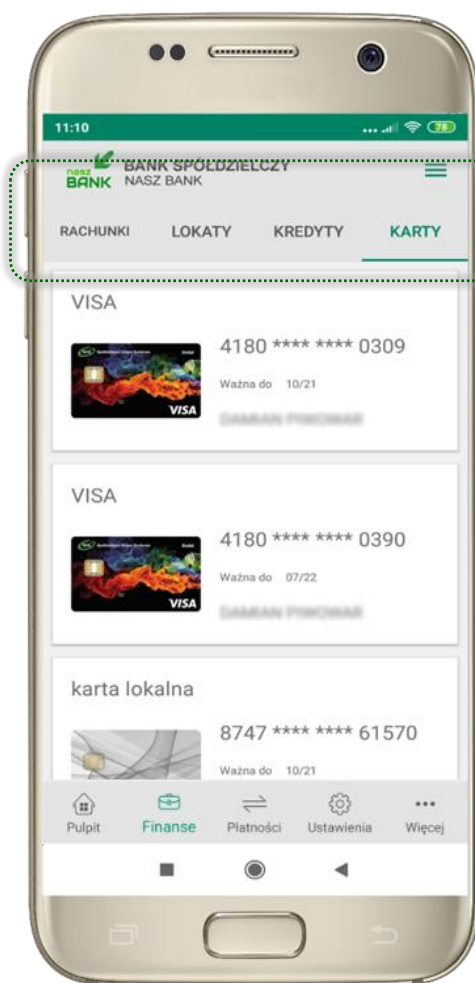 11:10
78
nasz
BANK
BANK SPÓŁDZIELCZY
NASZ BANK
RACHUNKI LOKATY KREDYTY KARTY
VISA
4180 **** **** 0309
Ważna do 10/21
VISA
VISA
4180 **** **** 0390
Ważna do 07/22
VISA
karta lokalna
8747 **** **** 61570
Ważna do 10/21
Pulpit Finanse Płatności Ustawienia Więcej